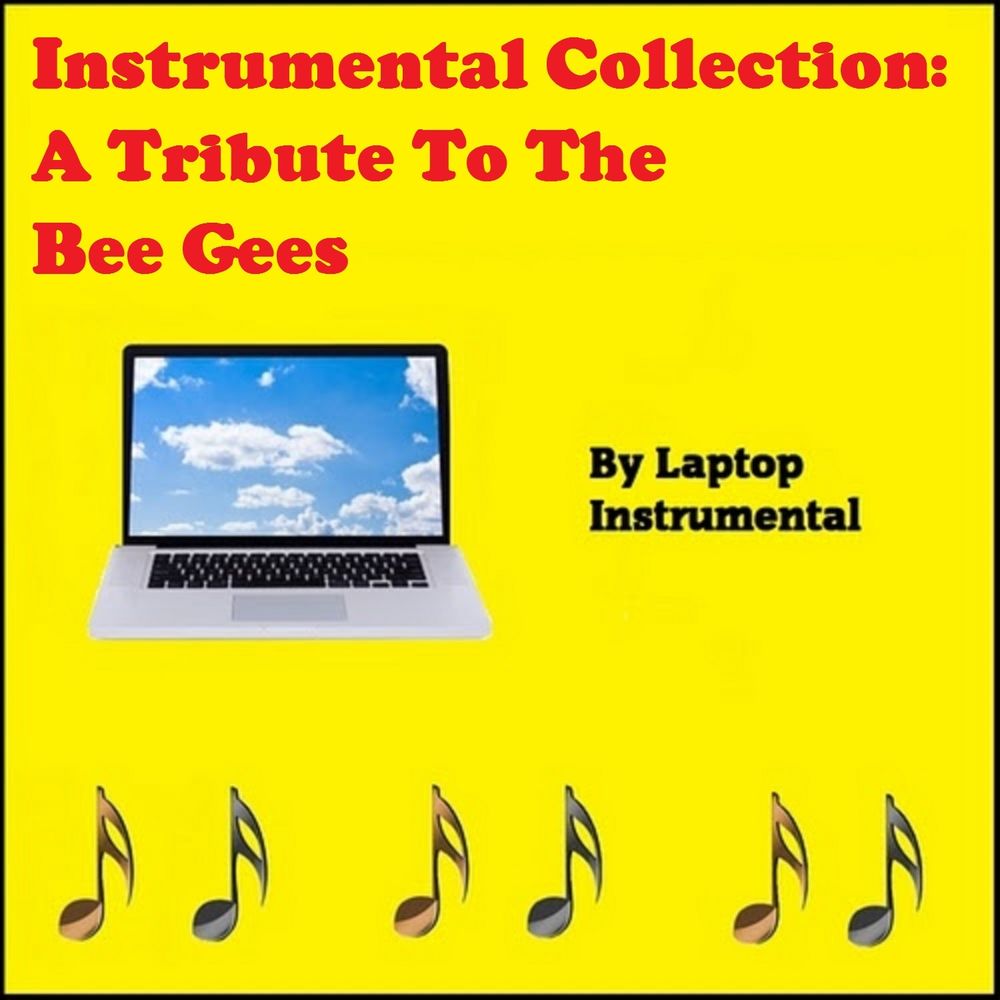 Instrumental Collection:
A Tribute To The
Bee Gees
By Laptop
Instrumental